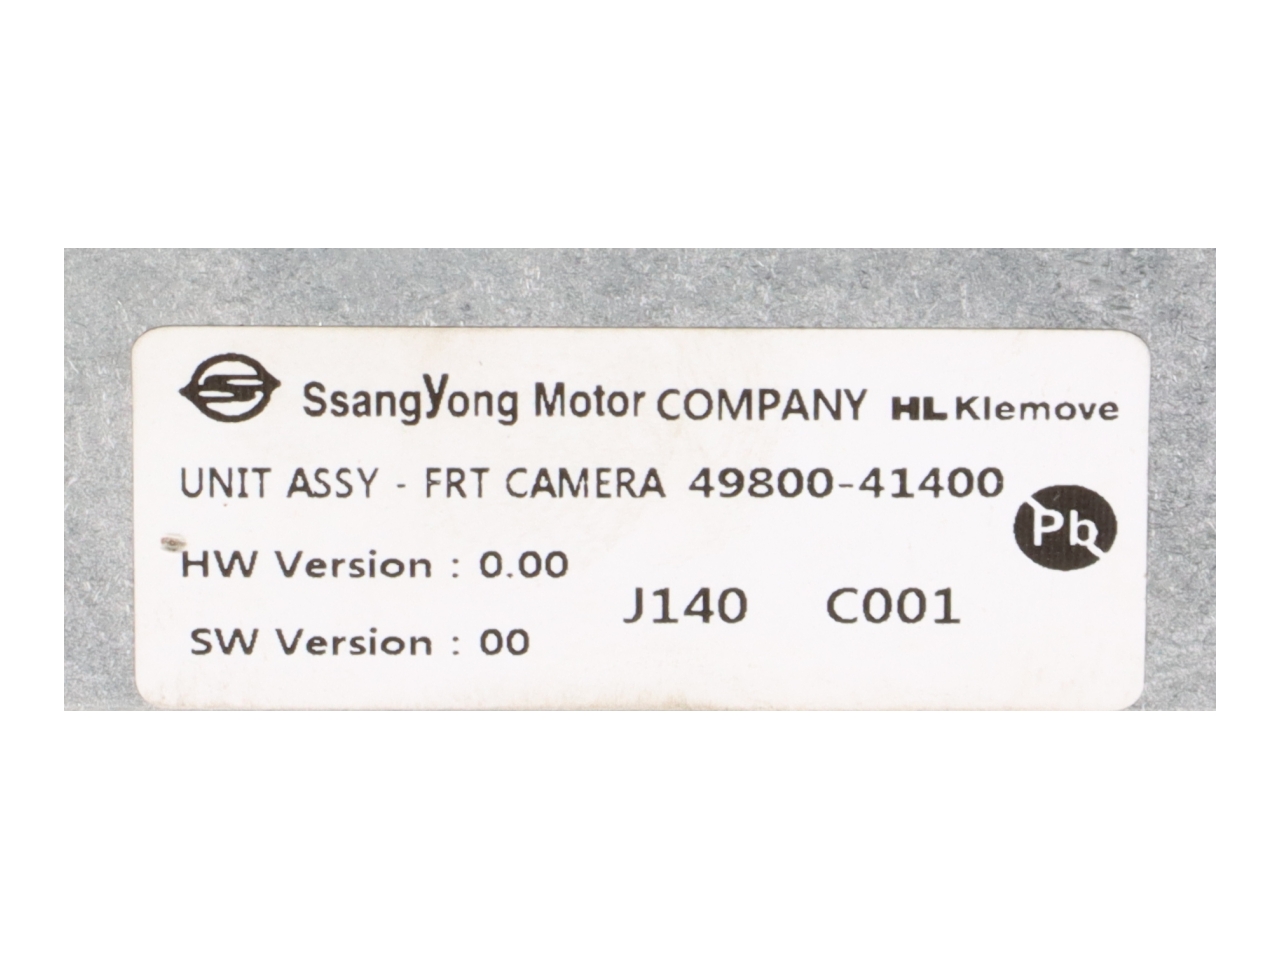 SsangYong Motor COMPANY HL Klemove
UNIT ASSY - FRT CAMERA 49800-41400
Pb
HW Version : 0.00
J140 C001
SW Version : 00